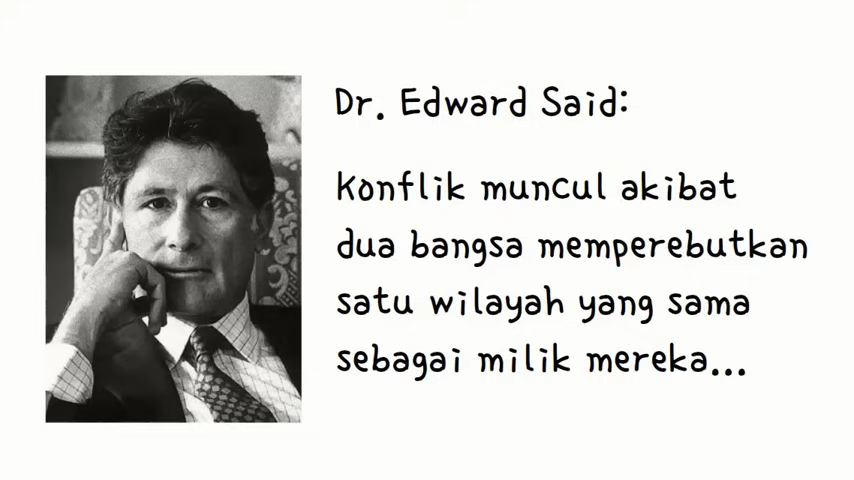 Dr. Edward Said:
Konflik muncul akibat
dua bangsa memperebutkan
satu wilayah yang sama
sebagai milik mereka...